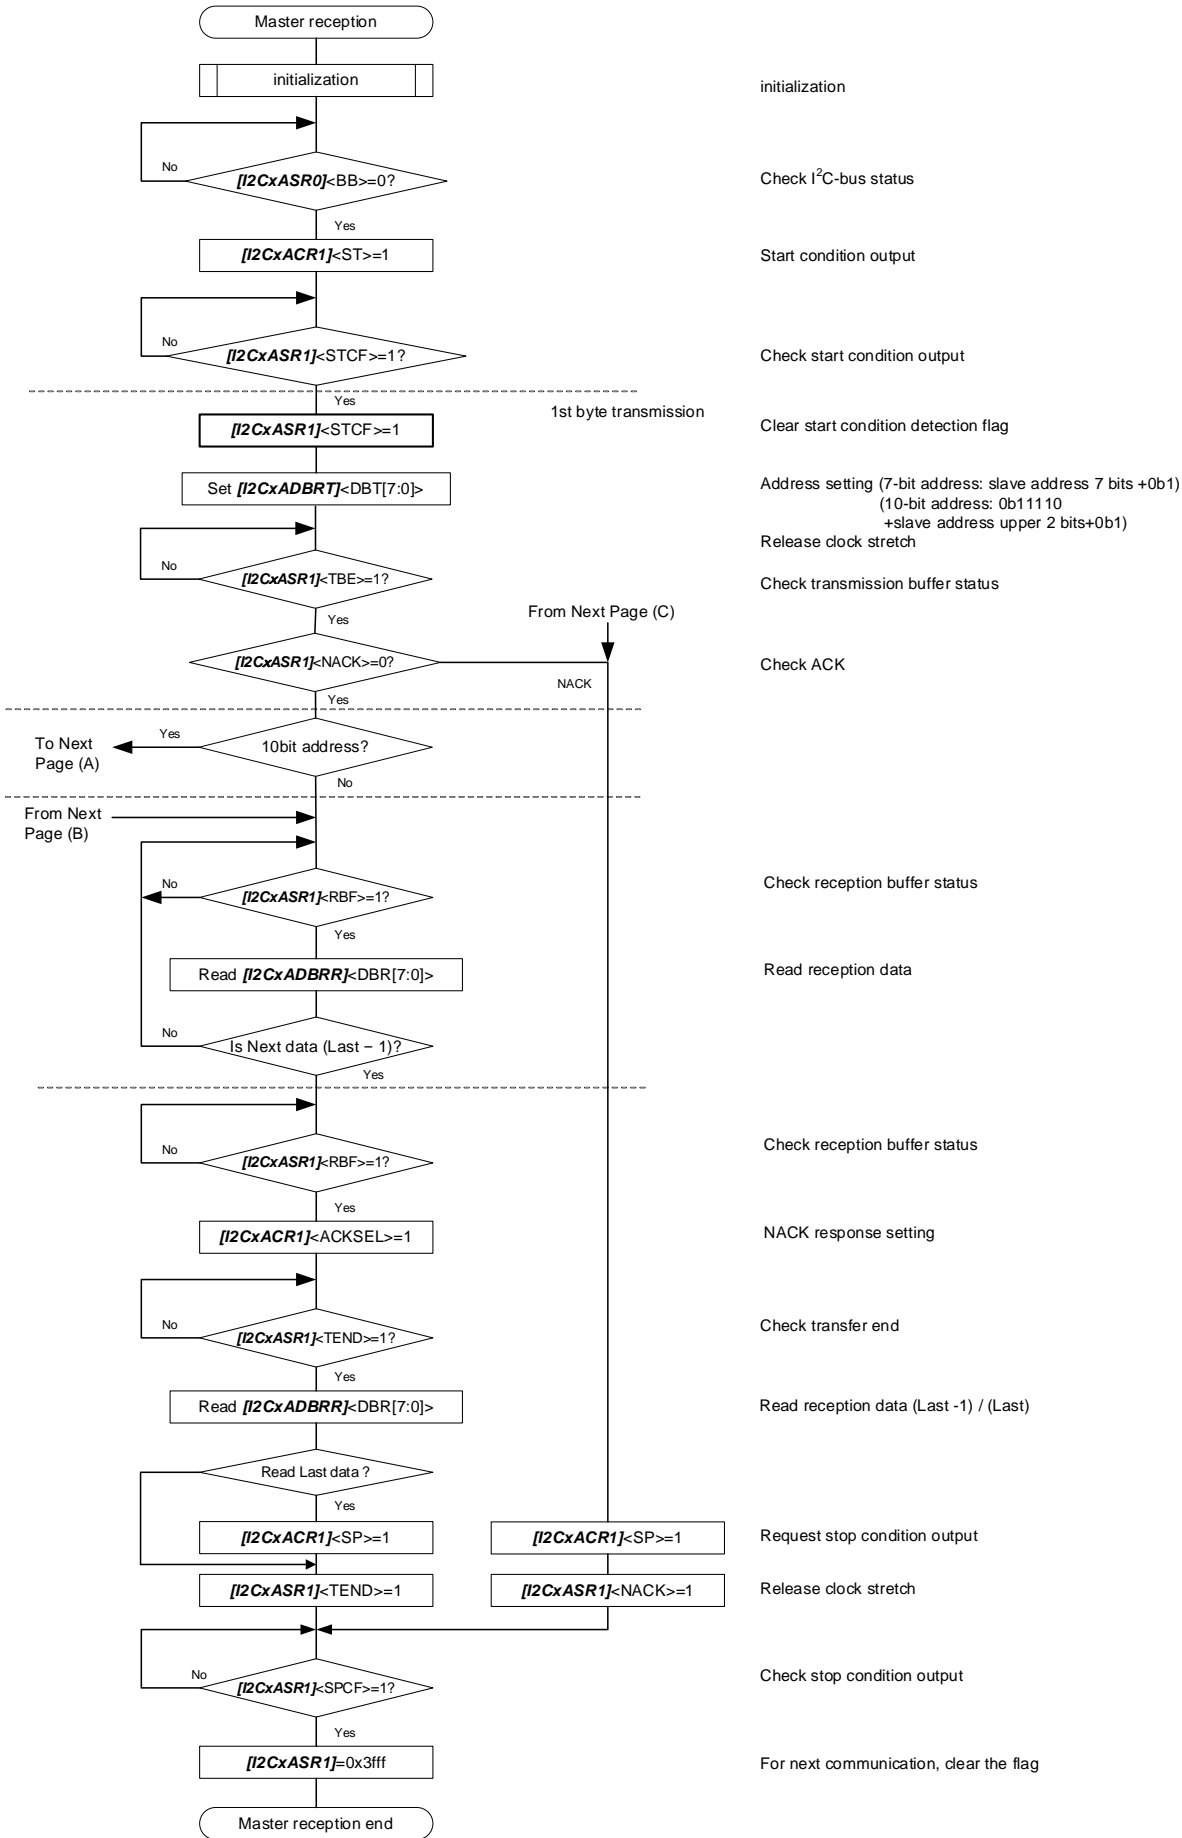 Master reception
initialization
initialization
No
[I2CxASR0]<BB>=0?
Check I2C-bus status
Yes
[I2CxACR1]<ST>=1
Start condition output
No
[I2CxASR1]<STCF>=1?
Check start condition output
Yes
1st byte transmission
[I2CxASR1]<STCF>=1
Clear start condition detection flag
Set [I2CxADBRT]<DBT[7:0]>
Address setting (7-bit address: slave address 7 bits +0b1)
(10-bit address: 0b11110
+slave address upper 2 bits+0b1)
Release clock stretch
No
[I2CxASR1]<TBE>=1?
Check transmission buffer status
Yes
From Next Page (C)
[I2CxASR1]<NACK>=0?
Check ACK
NACK
Yes
To Next
Page (A)
Yes
10bit address?
No
From Next
Page (B)
No
[I2CxASR1]<RBF>=1?
Check reception buffer status
Yes
Read [I2CxADBRR]<DBR[7:0]>
Read reception data
No
Is Next data (Last − 1)?
Yes
No
[I2CxASR1]<RBF>=1?
Check reception buffer status
Yes
[I2CxACR1]<ACKSEL>=1
NACK response setting
No
[I2CxASR1]<TEND>=1?
Check transfer end
Yes
Read [I2CxADBRR]<DBR[7:0]>
Read reception data (Last -1) / (Last)
Read Last data ?
Yes
[I2CxACR1]<SP>=1
[I2CxACR1]<SP>=1
Request stop condition output
[I2CxASR1]<TEND>=1
[I2CxASR1]<NACK>=1
Release clock stretch
No
[I2CxASR1]<SPCF=1?
Check stop condition output
Yes
[I2CxASR1]=0x3fff
For next communication, clear the flag
Master reception end